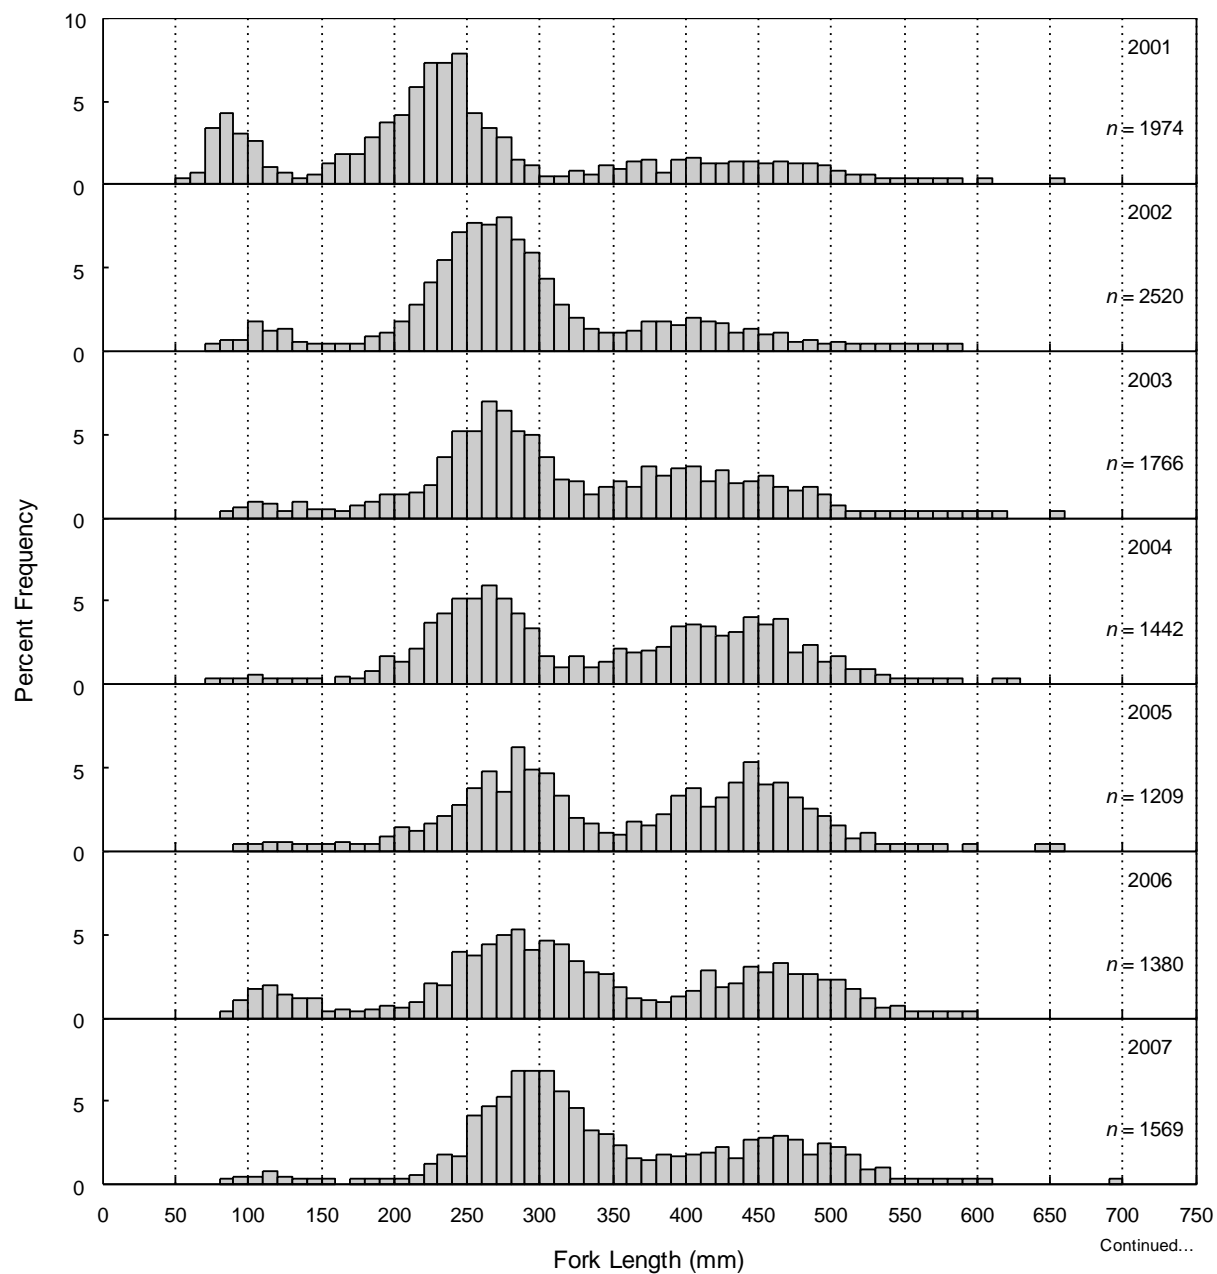 10
2001
5
n = 1974
0
2002
5
n = 2520
0
2003
5
n = 1766
0
2004
5
n = 1442
0
2005
5
n = 1209
0
2006
5
n = 1380
0
2007
5
n = 1569
0
Percent Frequency
0 50 100 150 200 250 300 350 400 450 500 550 600 650 700 750
Continued...
Fork Length (mm)